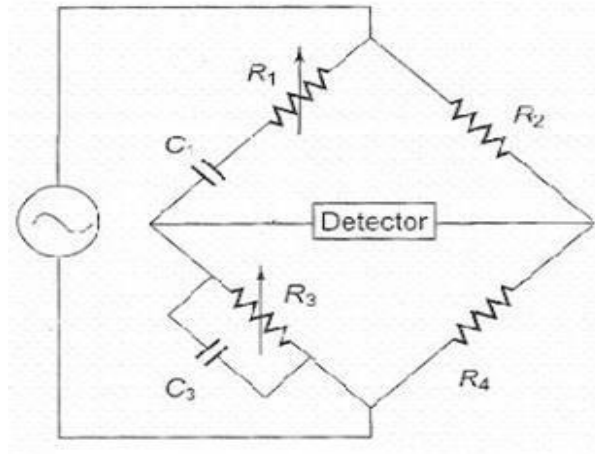 R₁
R₂
C₁
Detector
R₃
C₃
R₄